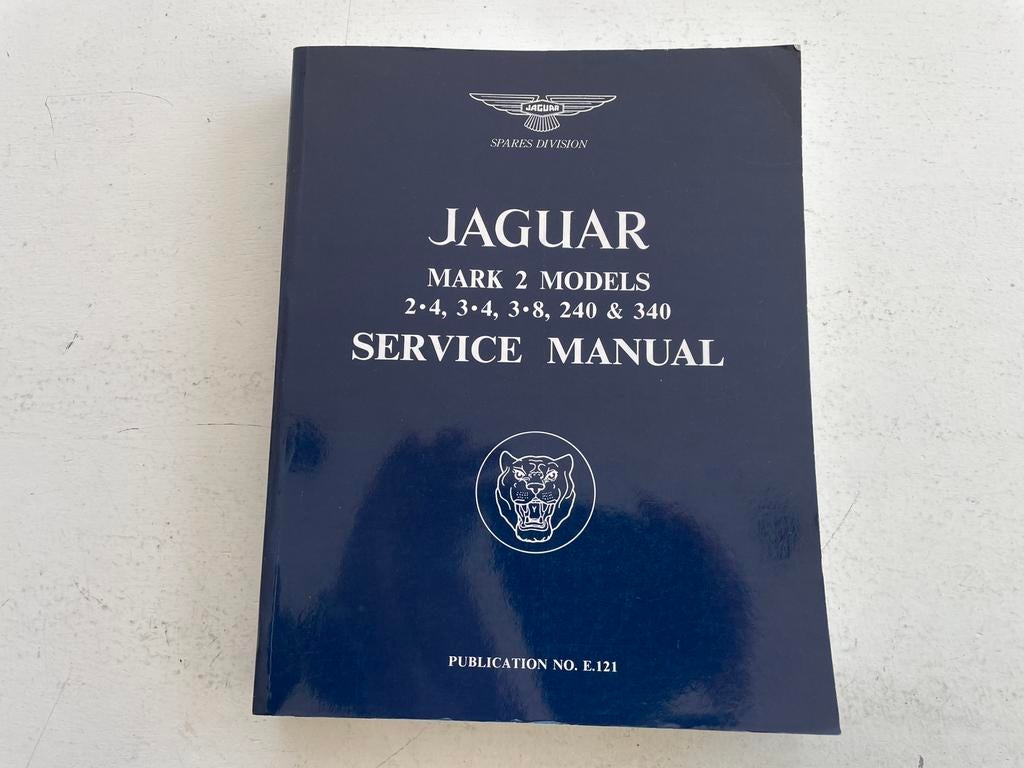 JAGUAR
SPARES DIVISION
JAGUAR
MARK 2 MODELS
2·4, 3·4, 3·8, 240 & 340
SERVICE MANUAL
PUBLICATION NO. E.121